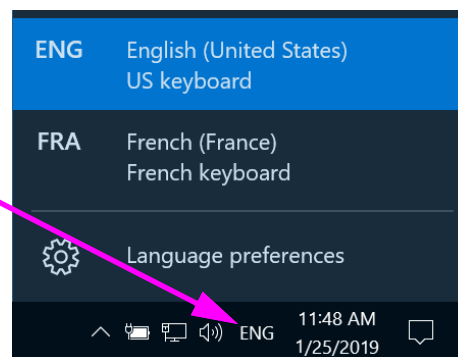 ENG English (United States)
US keyboard
FRA French (France)
French keyboard
Language preferences
ENG 11:48 AM
1/25/2019